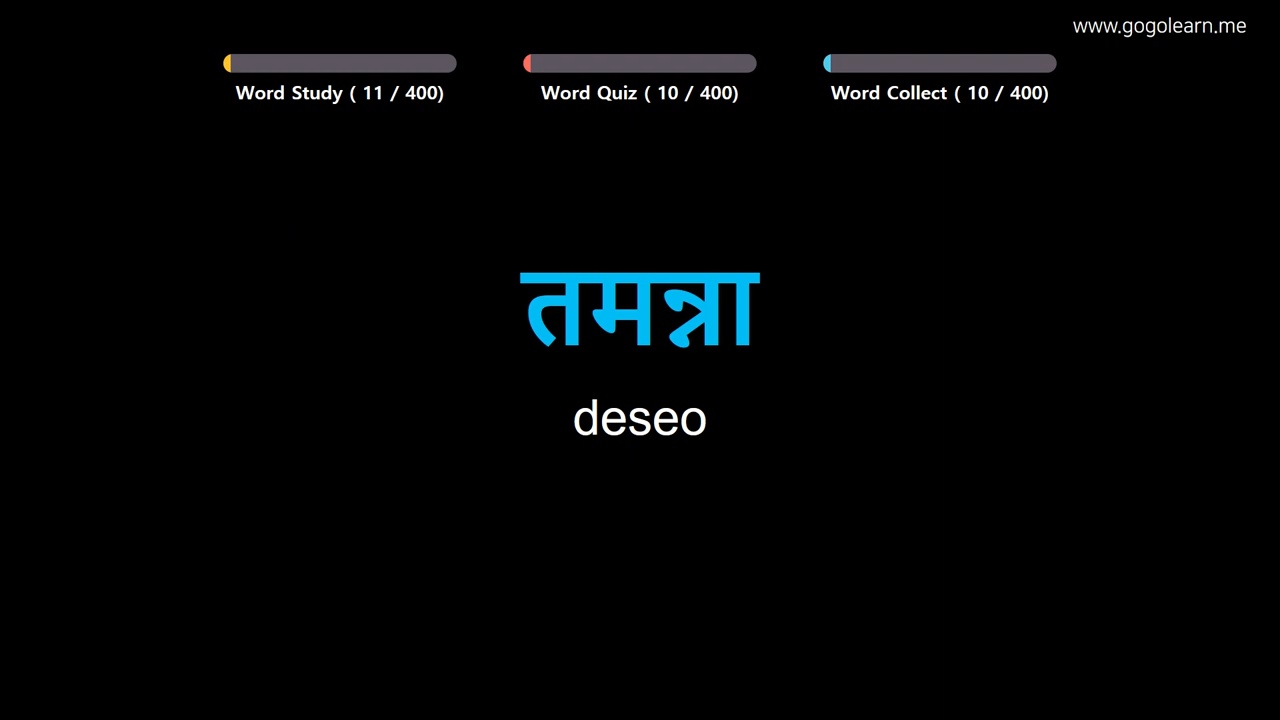 www.gogolearn.me
Word Study ( 11 / 400)
Word Quiz ( 10 / 400)
Word Collect ( 10 / 400)
तमन्ना
deseo